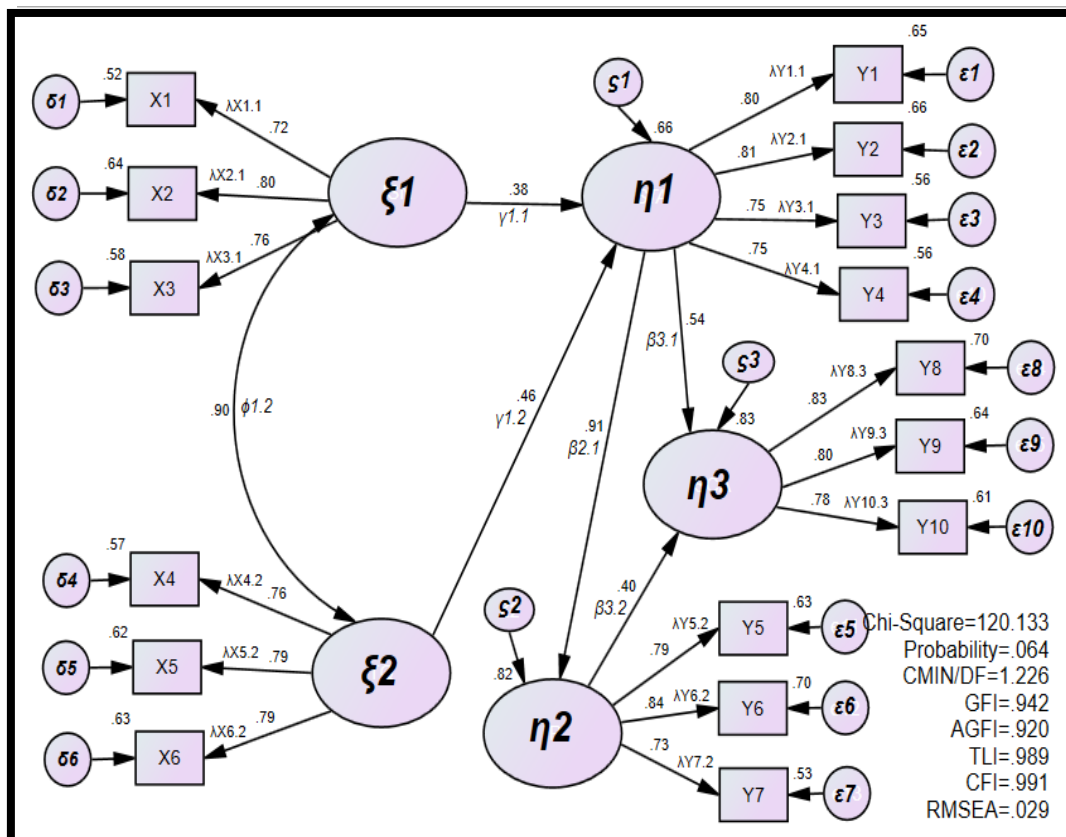 .52
δ1
X1
λX1.1
.72
.64
δ2
X2
λX2.1
.80
.58
δ3
X3
λX3.1
.76
ξ1
.38
γ1.1
ς1
.66
η1
.80
λY1.1
.65
Y1
ε1
.81
λY2.1
.66
Y2
ε2
.75
λY3.1
.56
Y3
ε3
.75
λY4.1
.56
Y4
ε4
.90
ϕ1.2
.46
γ1.2
.91
β2.1
.54
β3.1
ς3
.83
η3
.83
λY8.3
.70
Y8
ε8
.80
λY9.3
.64
Y9
ε9
.78
λY10.3
.61
Y10
ε10
.57
δ4
X4
λX4.2
.76
.62
δ5
X5
λX5.2
.79
.63
δ6
X6
λX6.2
.79
ξ2
ς2
.82
η2
.40
β3.2
.79
λY5.2
.63
Y5
ε5
.84
λY6.2
.70
Y6
ε6
.73
λY7.2
.53
Y7
ε7
Chi-Square=120.133
Probability=.064
CMIN/DF=1.226
GFI=.942
AGFI=.920
TLI=.989
CFI=.991
RMSEA=.029